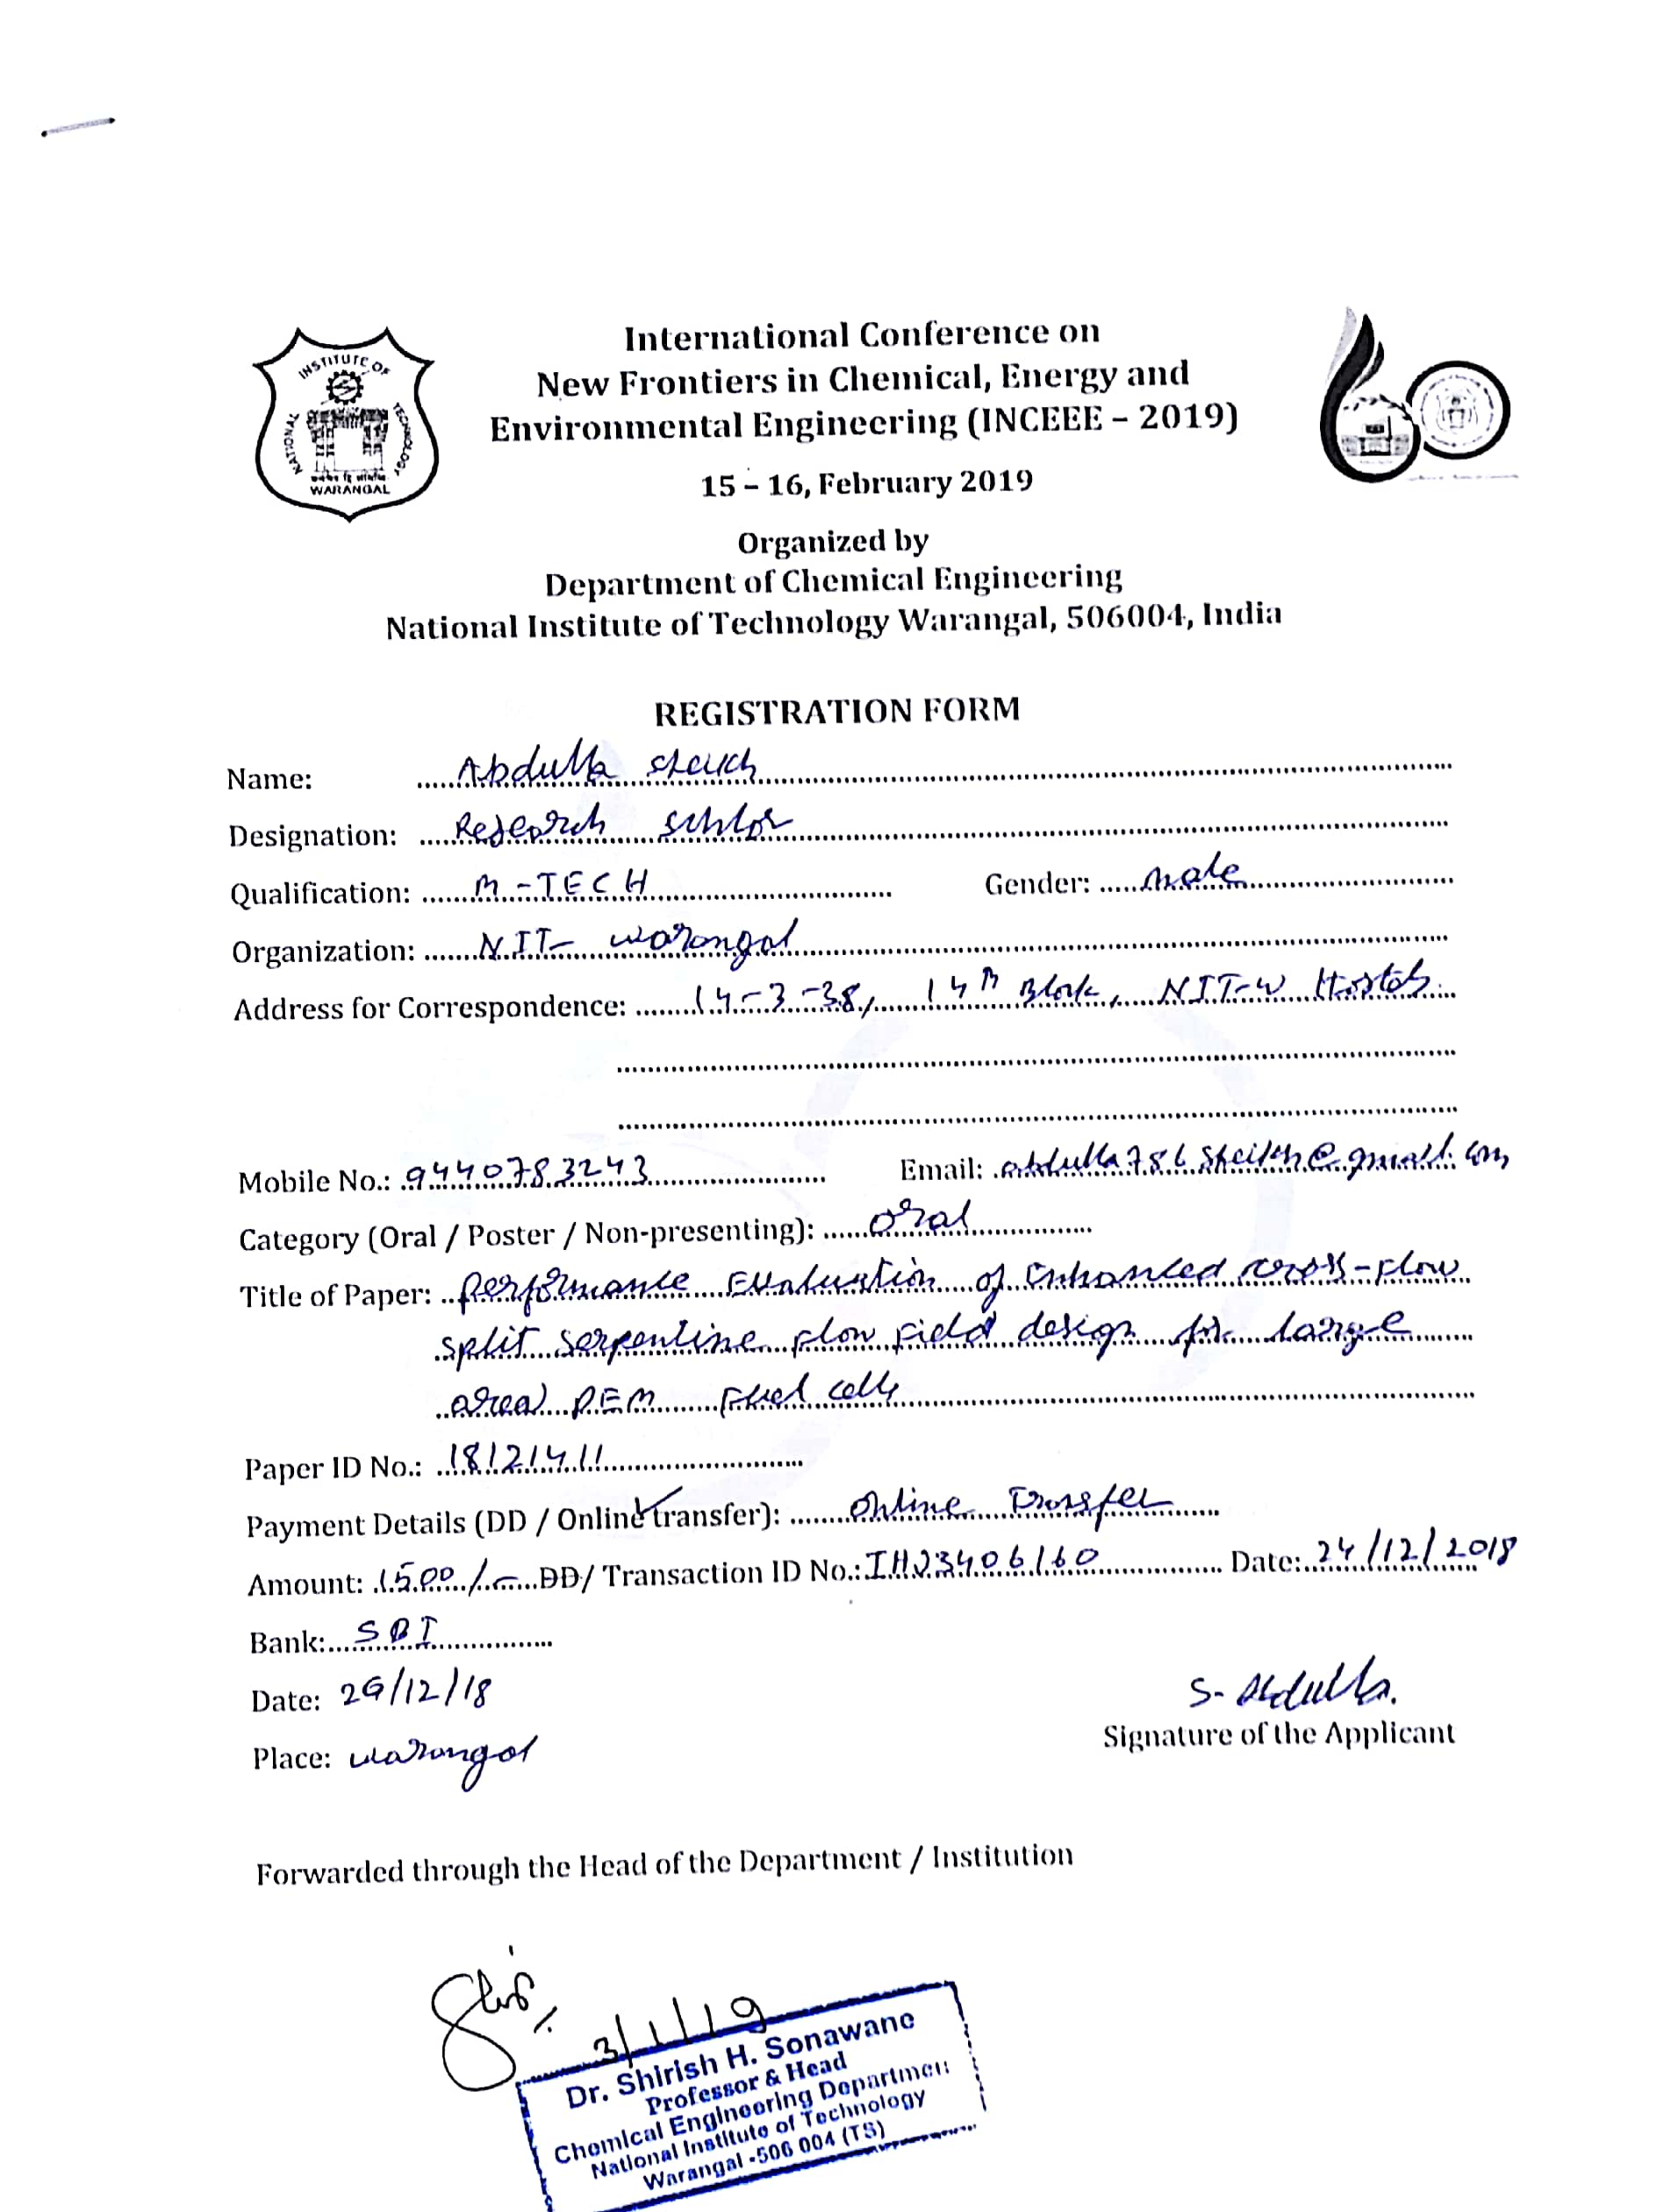 INSTITUTE OF
NATIONAL
TECHNOLOGY
WARANGAL
International Conference on
New Frontiers in Chemical, Energy and
Environmental Engineering (INCEEE – 2019)
15 – 16, February 2019
Organized by
Department of Chemical Engineering
National Institute of Technology Warangal, 506004, India
REGISTRATION FORM
Name: Abdulla
Designation: Research
Qualification: M-TECH Gender: Male
Organization: NIT- Warangal
Address for Correspondence: 14-3-38, 14th Block, NIT-W Hostels
Mobile No.: 9440783243 Email: abdulla786sheikh@gmail.com
Category (Oral / Poster / Non-presenting): Oral
Title of Paper: Performance Evaluation of Enhanced cross-flow
split serpentine flow field design for large
area PEM Fuel cells
Paper ID No.: 18121411
Payment Details (DD / Online transfer): Online Transfer
Amount: 1500/- DD/ Transaction ID No.: Date: 24/12/2018
Bank: SBI
Date: 29/12/18
Place: Warangal
S. Abdulla
Signature of the Applicant
Forwarded through the Head of the Department / Institution
3/1/19
Dr. Shirish H. Sonawane
Professor & Head
Chemical Engineering Department
National Institute of Technology
Warangal -506 004 (TS)